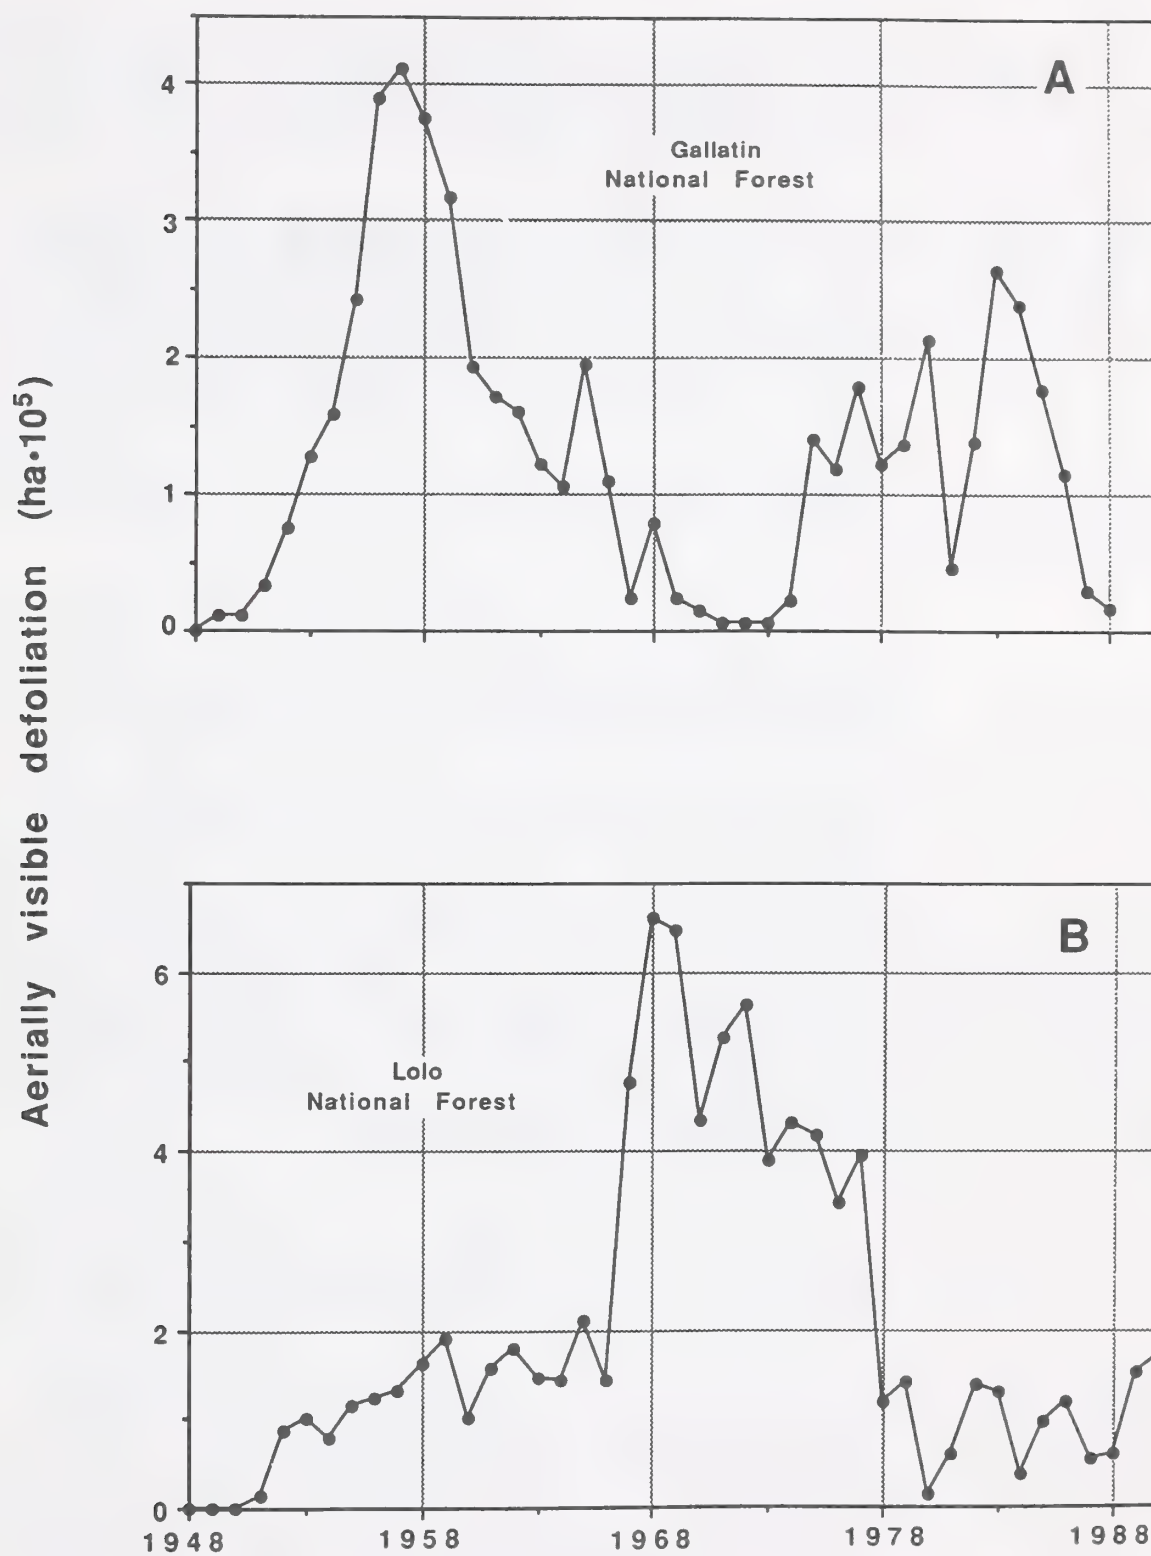 Aerially visible defoliation (ha•10⁵)
A
Gallatin
National Forest
4
3
2
1
0
B
Lolo
National Forest
6
4
2
0
1948 1958 1968 1978 1988